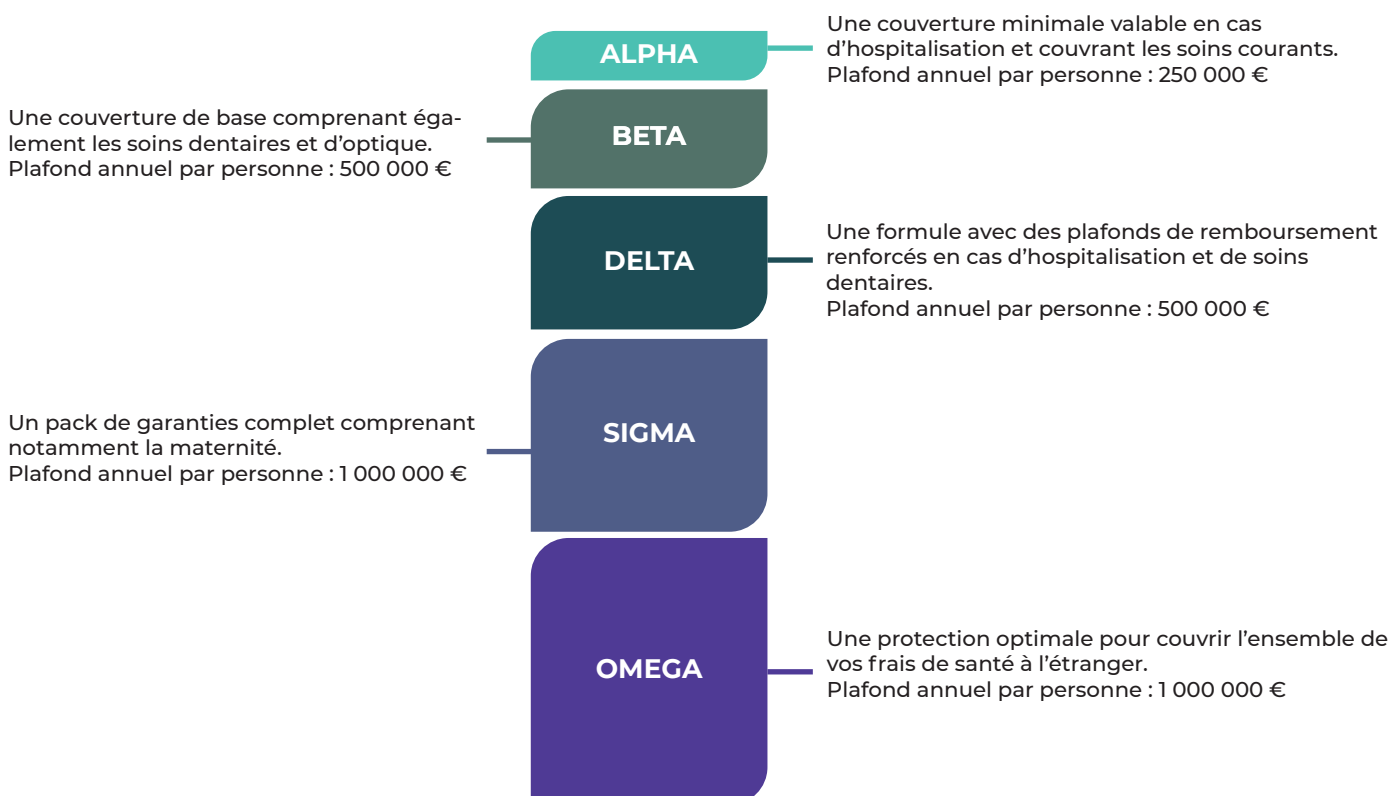 ALPHA
Une couverture minimale valable en cas
d’hospitalisation et couvrant les soins courants.
Plafond annuel par personne : 250 000 €
Une couverture de base comprenant éga-
lement les soins dentaires et d’optique.
Plafond annuel par personne : 500 000 €
BETA
DELTA
Une formule avec des plafonds de remboursement
renforcés en cas d’hospitalisation et de soins
dentaires.
Plafond annuel par personne : 500 000 €
Un pack de garanties complet comprenant
notamment la maternité.
Plafond annuel par personne : 1 000 000 €
SIGMA
OMEGA
Une protection optimale pour couvrir l’ensemble de
vos frais de santé à l’étranger.
Plafond annuel par personne : 1 000 000 €